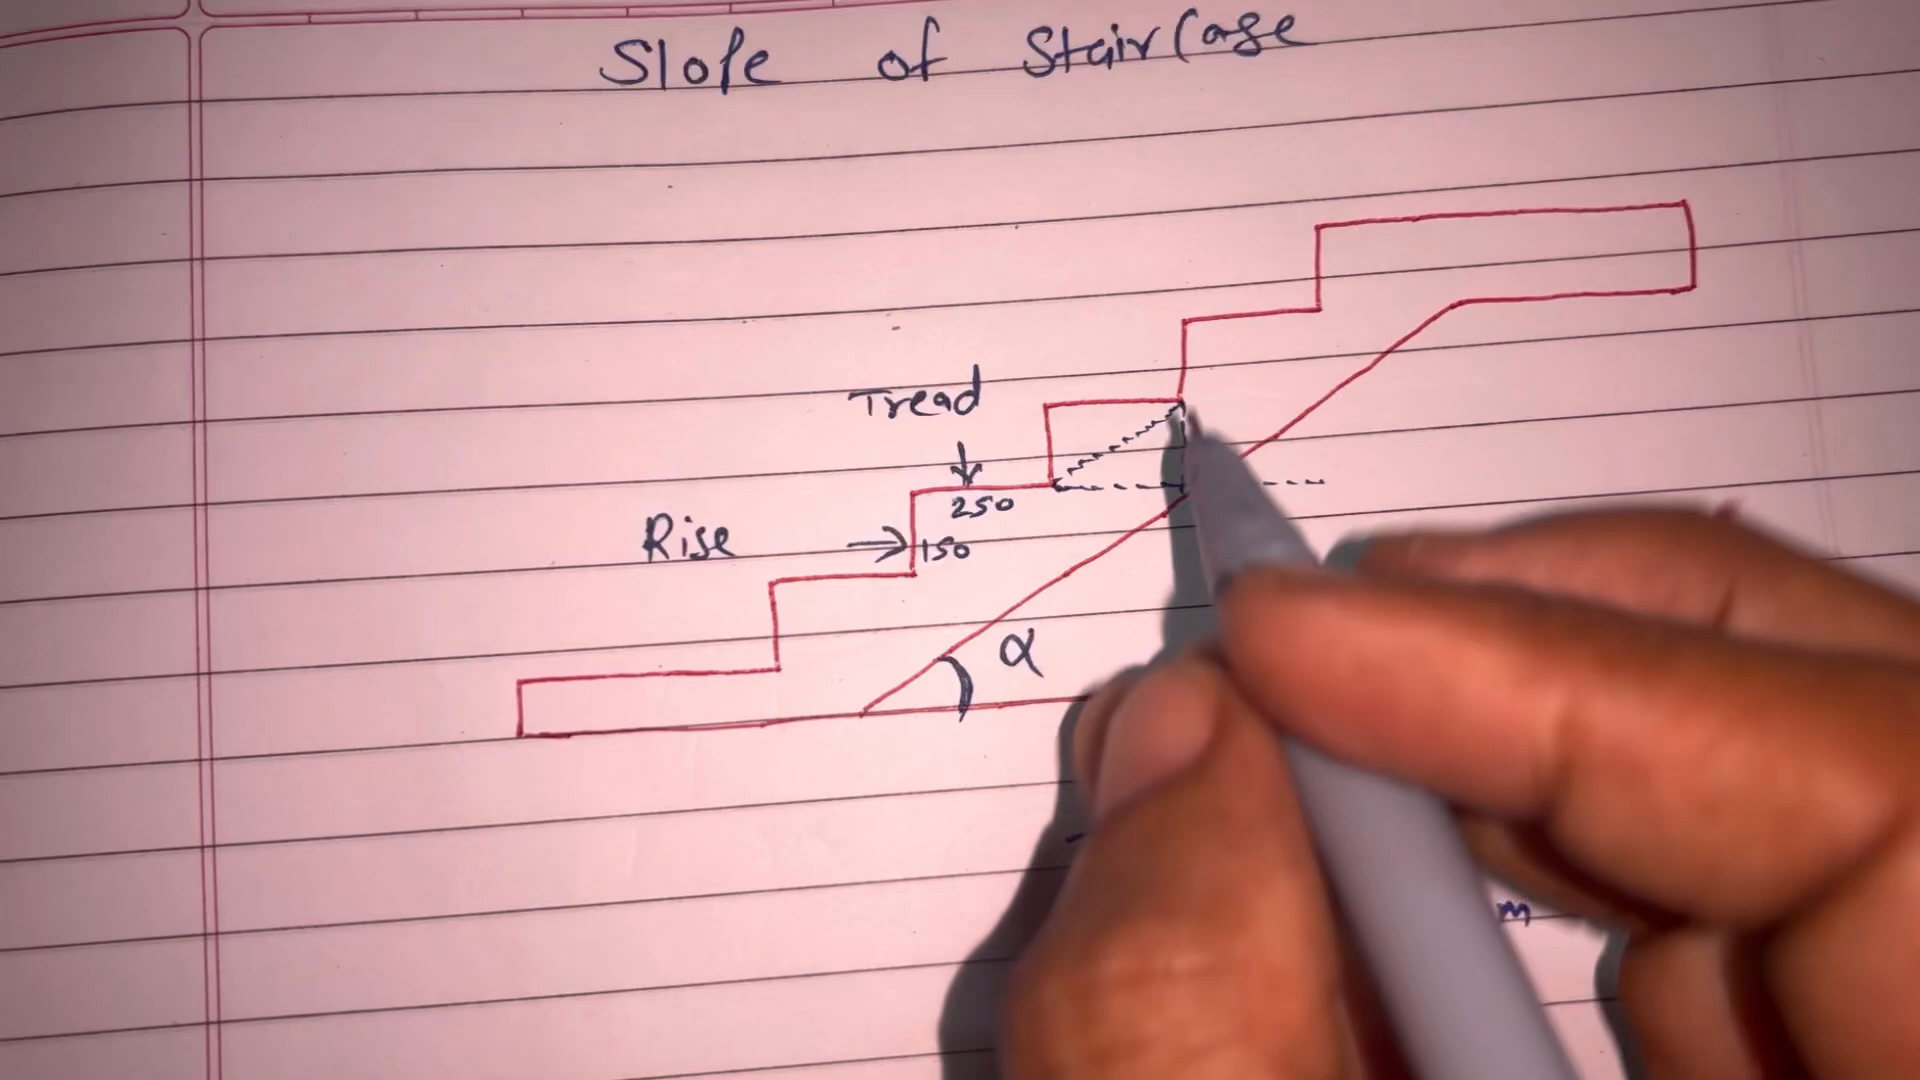 Slope of Staircase
Tread
250
Rise
150
α
m